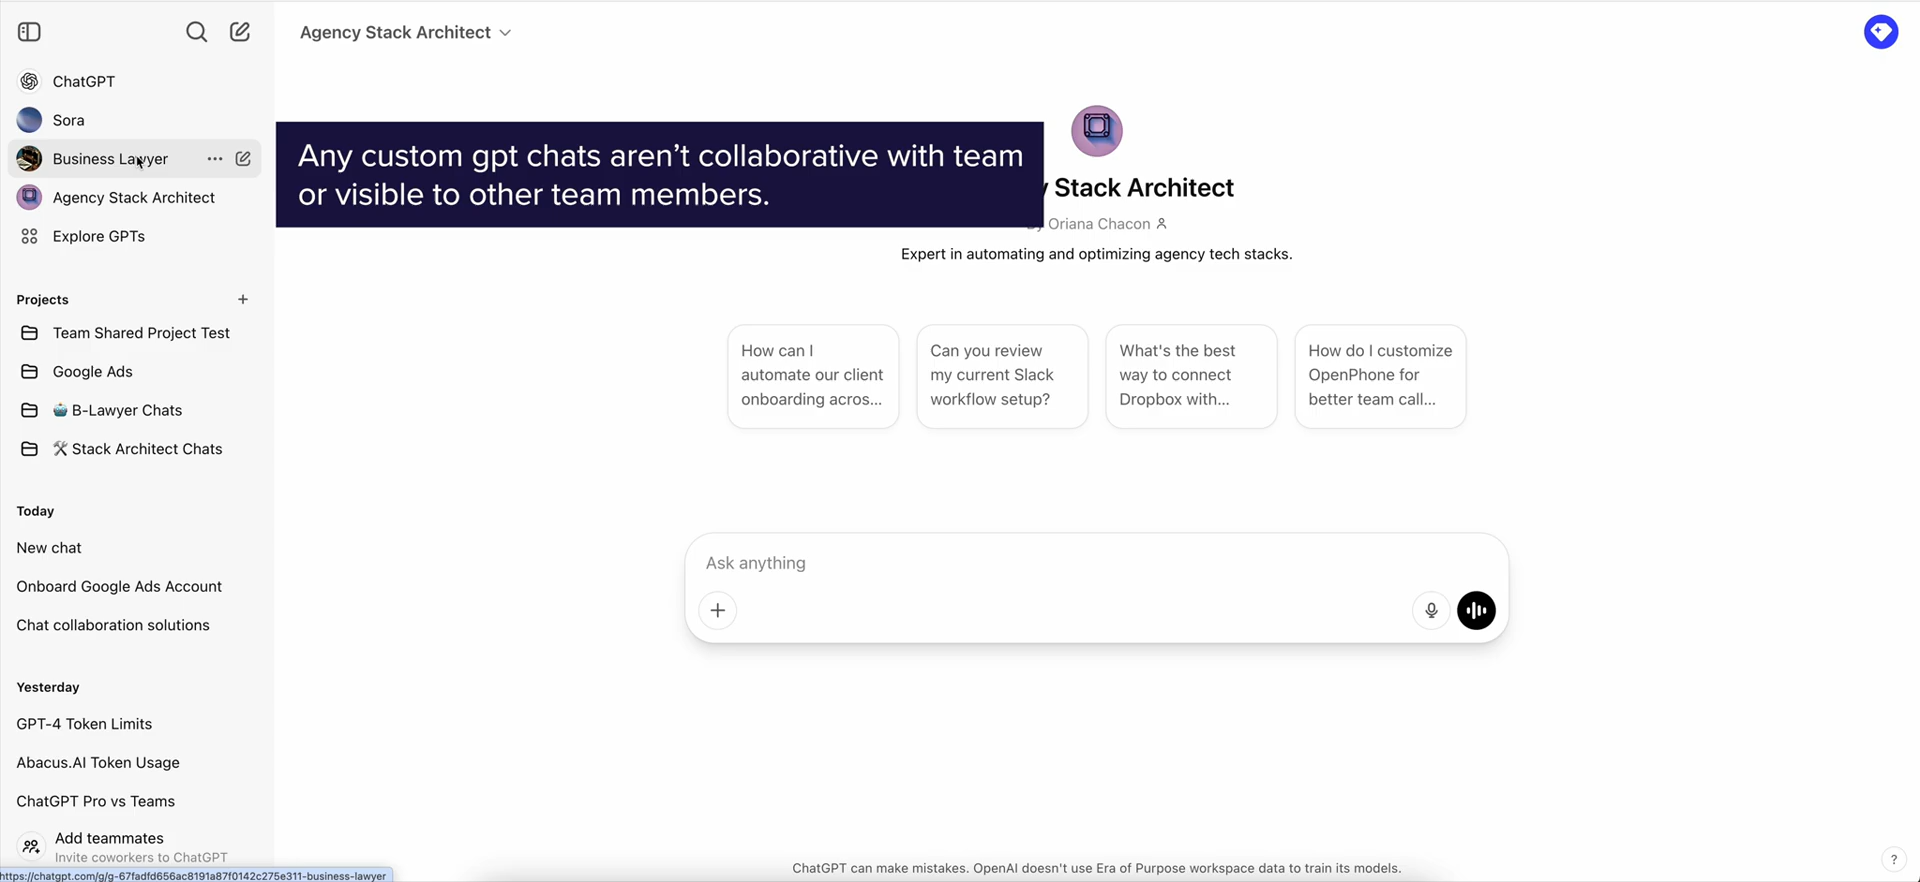 Agency Stack Architect
ChatGPT
Sora
Business Lawyer
Agency Stack Architect
Explore GPTs
Projects
Team Shared Project Test
Google Ads
B-Lawyer Chats
Stack Architect Chats
Today
New chat
Onboard Google Ads Account
Chat collaboration solutions
Yesterday
GPT-4 Token Limits
Abacus.AI Token Usage
ChatGPT Pro vs Teams
Add teammates
Invite coworkers to ChatGPT
https://chatgpt.com/g/g-67fadfd656ac8191a87f0142c275e311-business-lawyer
Any custom gpt chats aren’t collaborative with team
or visible to other team members.
y Stack Architect
By Oriana Chacon
Expert in automating and optimizing agency tech stacks.
How can I
automate our client
onboarding acros...
Can you review
my current Slack
workflow setup?
What's the best
way to connect
Dropbox with...
How do I customize
OpenPhone for
better team call...
Ask anything
ChatGPT can make mistakes. OpenAI doesn't use Era of Purpose workspace data to train its models.
?